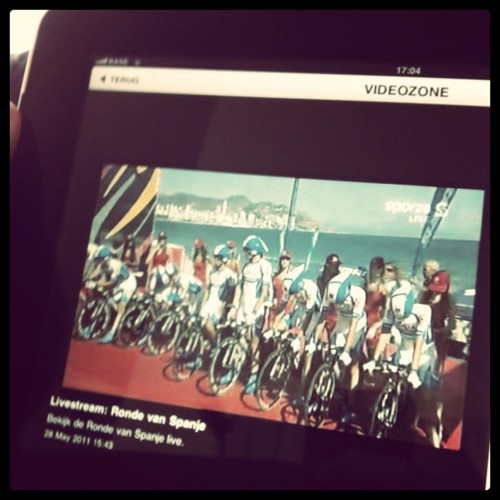 BASE
17:04
TERUG
VIDEOZONE
sporza
LIVE
Livestream: Ronde van Spanje
Bekijk de Ronde van Spanje live.
28 May 2011 15:43